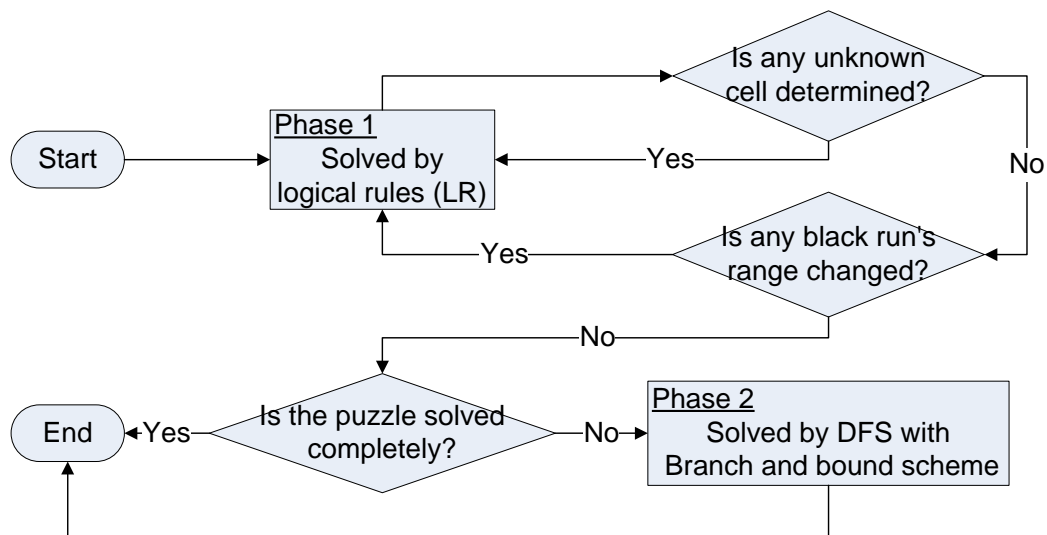 Is any unknown
cell determined?
Phase 1
Solved by
logical rules (LR)
Start
Yes
No
Is any black run's
range changed?
Yes
No
Is the puzzle solved
completely?
End
Yes
No
Phase 2
Solved by DFS with
Branch and bound scheme